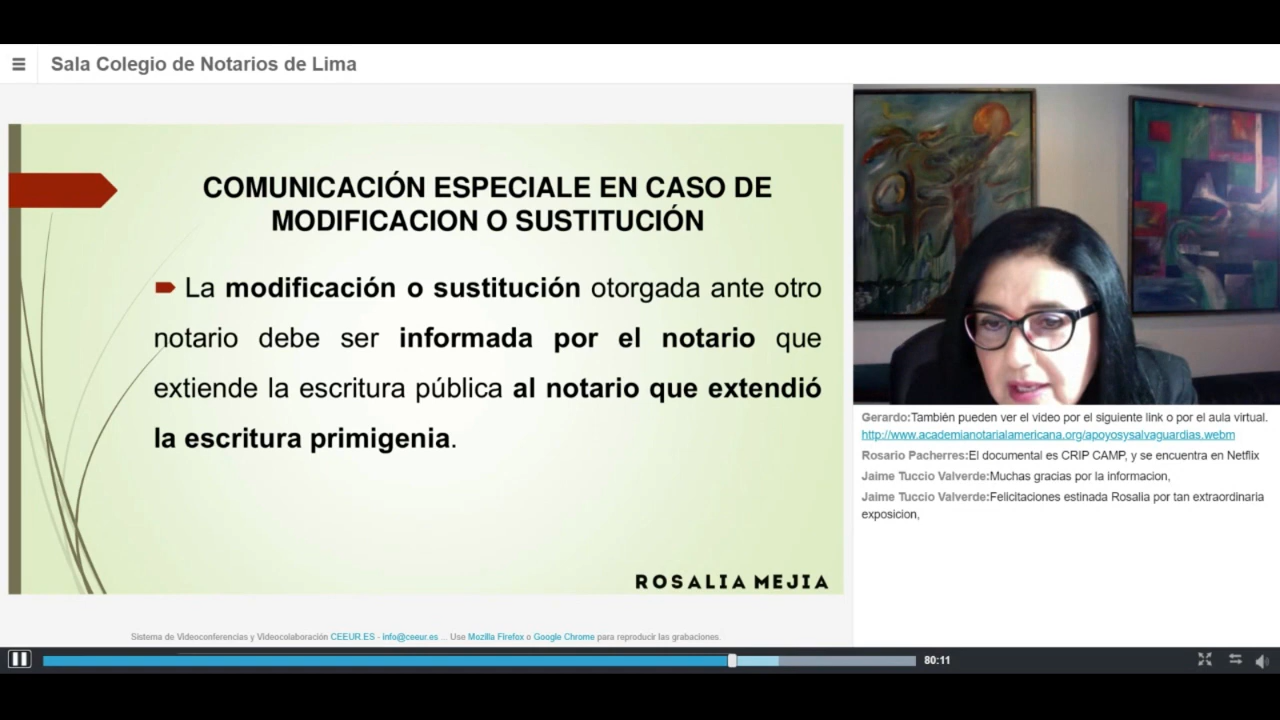 Sala Colegio de Notarios de Lima
COMUNICACIÓN ESPECIALE EN CASO DE
MODIFICACION O SUSTITUCIÓN
La modificación o sustitución otorgada ante otro
notario debe ser informada por el notario que
extiende la escritura pública al notario que extendió
la escritura primigenia.
ROSALIA MEJIA
Gerardo:También pueden ver el video por el siguiente link o por el aula virtual.
http://www.academianotarialamericana.org/apoyosysalvaguardias.webm
Rosario Pacherres:El documental es CRIP CAMP, y se encuentra en Netflix
Jaime Tuccio Valverde:Muchas gracias por la informacion,
Jaime Tuccio Valverde:Felicitaciones estinada Rosalia por tan extraordinaria
exposicion,
Sistema de Videoconferencias y Videocolaboración CEEUR.ES - info@ceeur.es ... Use Mozilla Firefox o Google Chrome para reproducir las grabaciones.
80:11